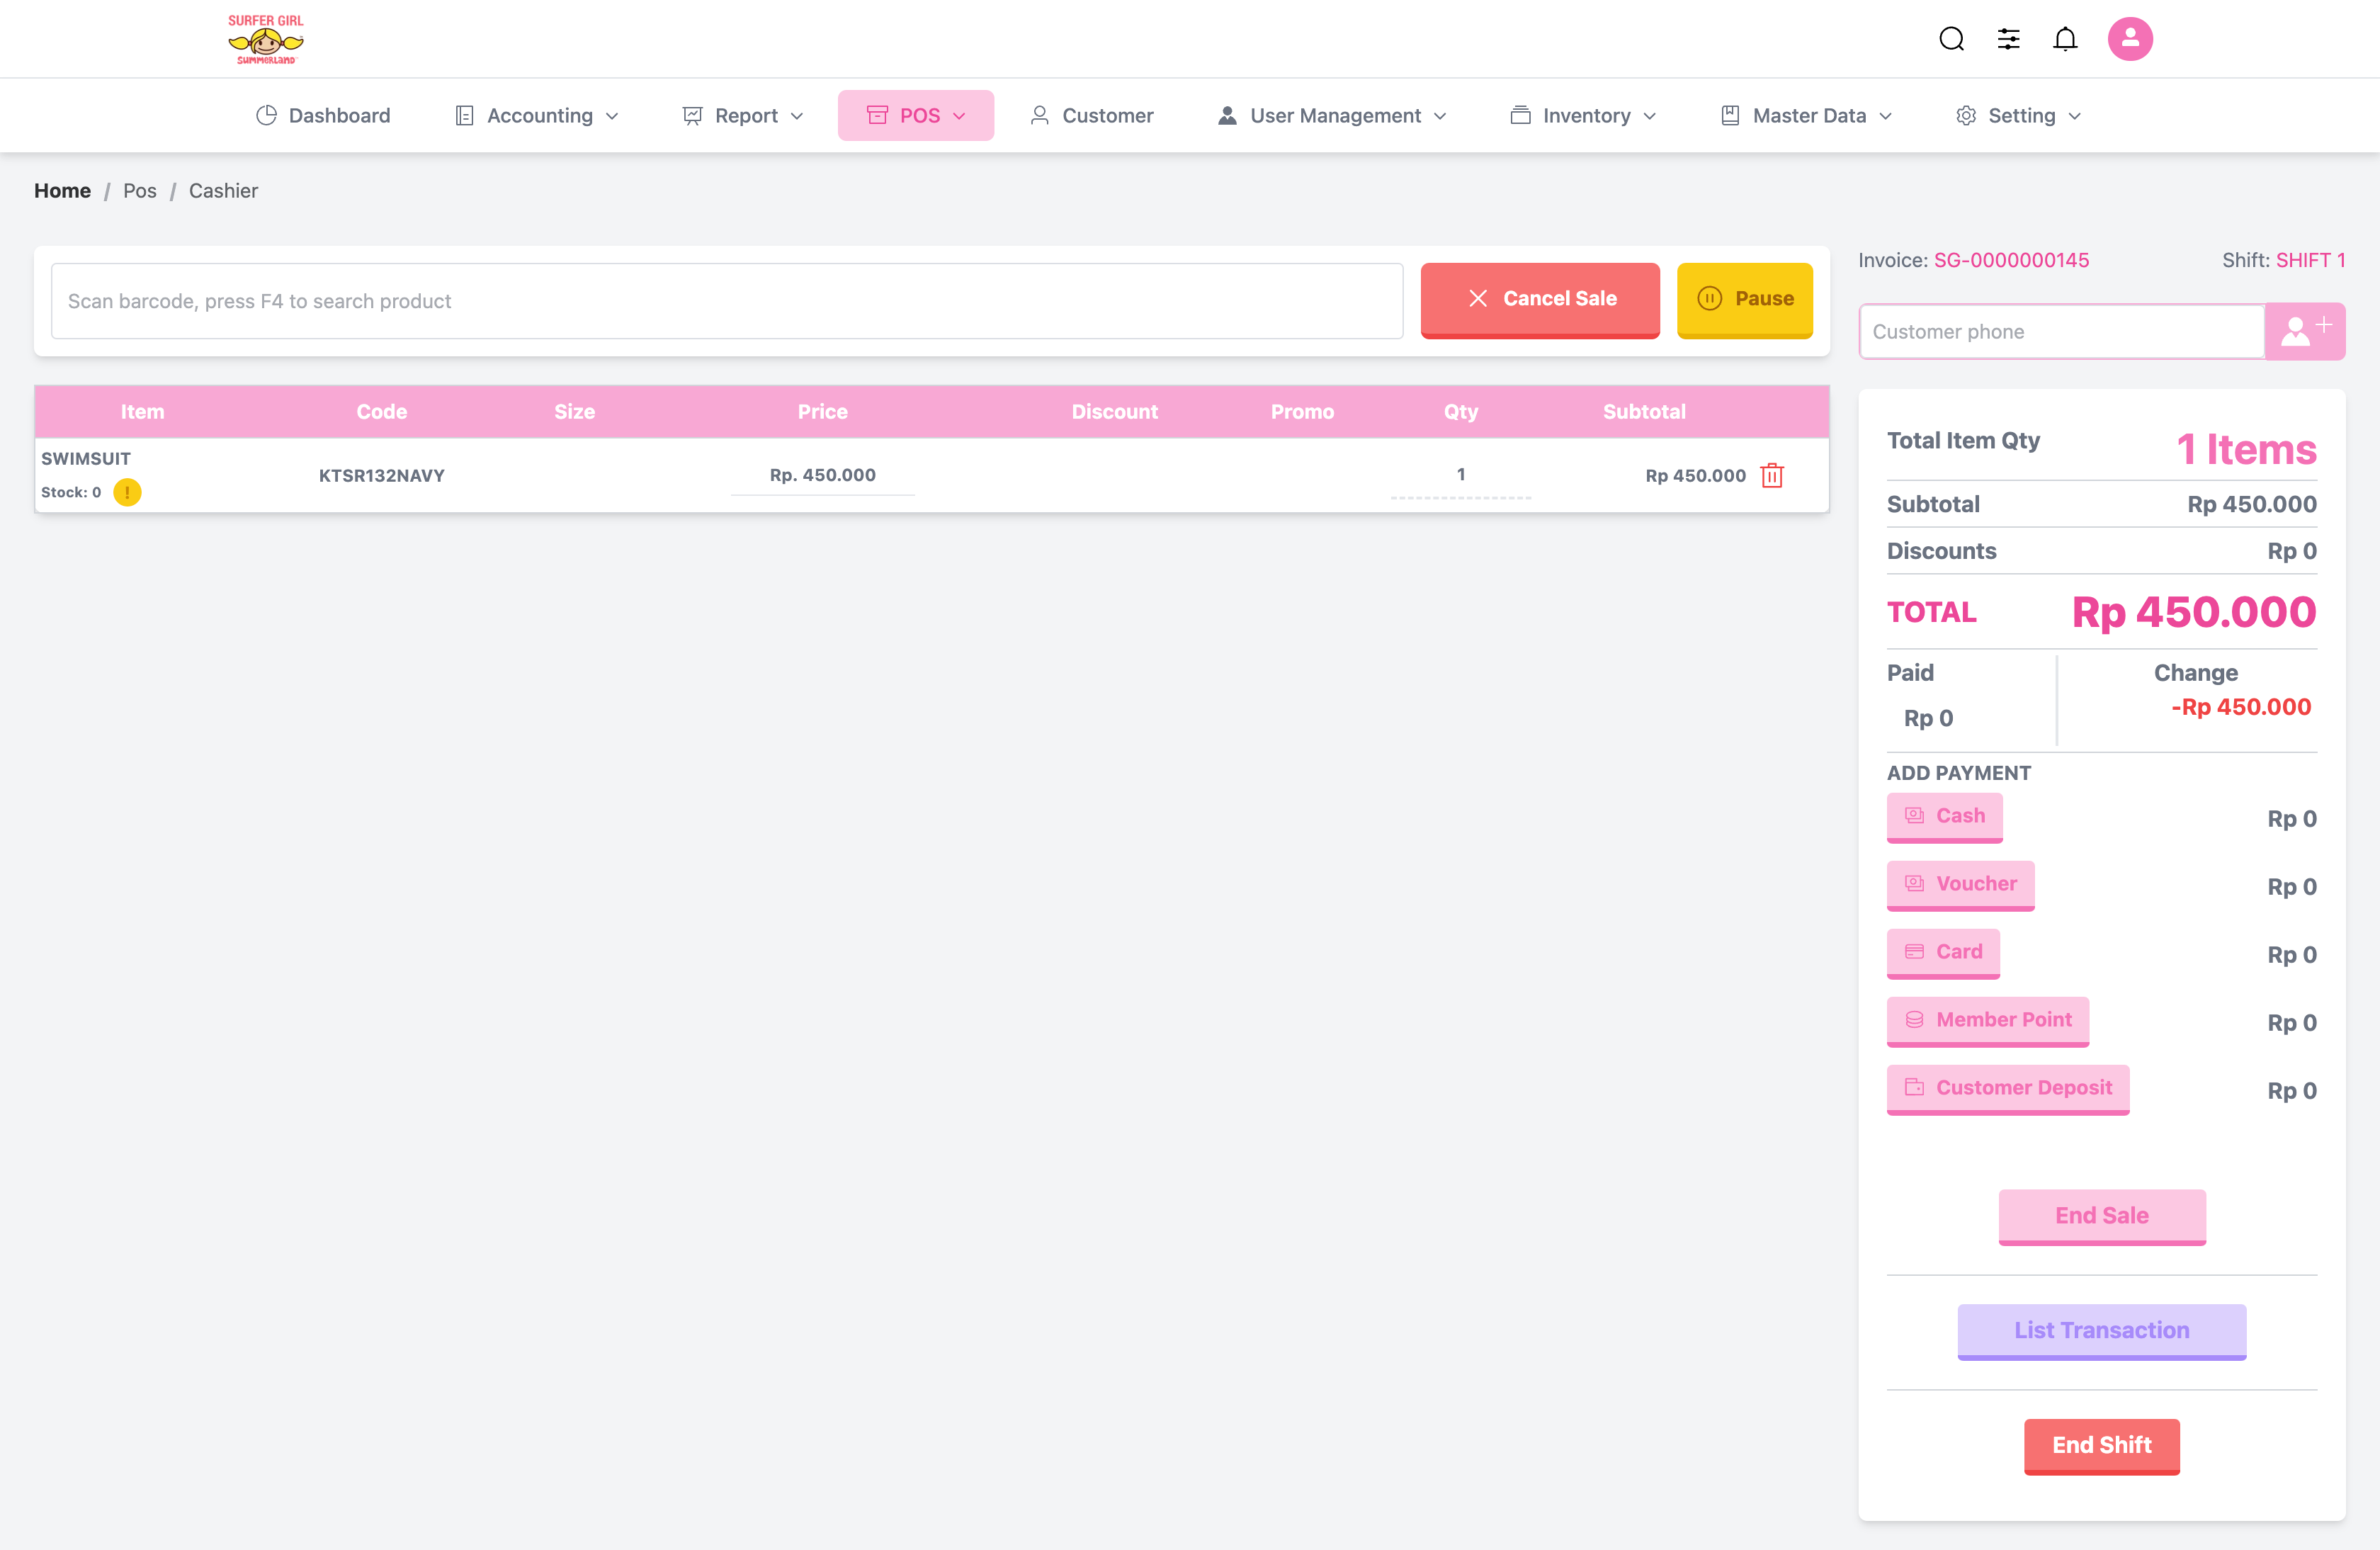 SURFER GIRL
SUMMERLAND
Dashboard
Accounting
Report
POS
Customer
User Management
Inventory
Master Data
Setting
Home / Pos / Cashier
Scan barcode, press F4 to search product
Cancel Sale
Pause
Invoice: SG-0000000145
Shift: SHIFT 1
Customer phone
Item Code Size Price Discount Promo Qty Subtotal
SWIMSUIT
Stock: 0 !
KTSR132NAVY
Rp. 450.000
1
Rp 450.000
Total Item Qty 1 Items
Subtotal Rp 450.000
Discounts Rp 0
TOTAL Rp 450.000
Paid
Rp 0
Change
-Rp 450.000
ADD PAYMENT
Cash Rp 0
Voucher Rp 0
Card Rp 0
Member Point Rp 0
Customer Deposit Rp 0
End Sale
List Transaction
End Shift